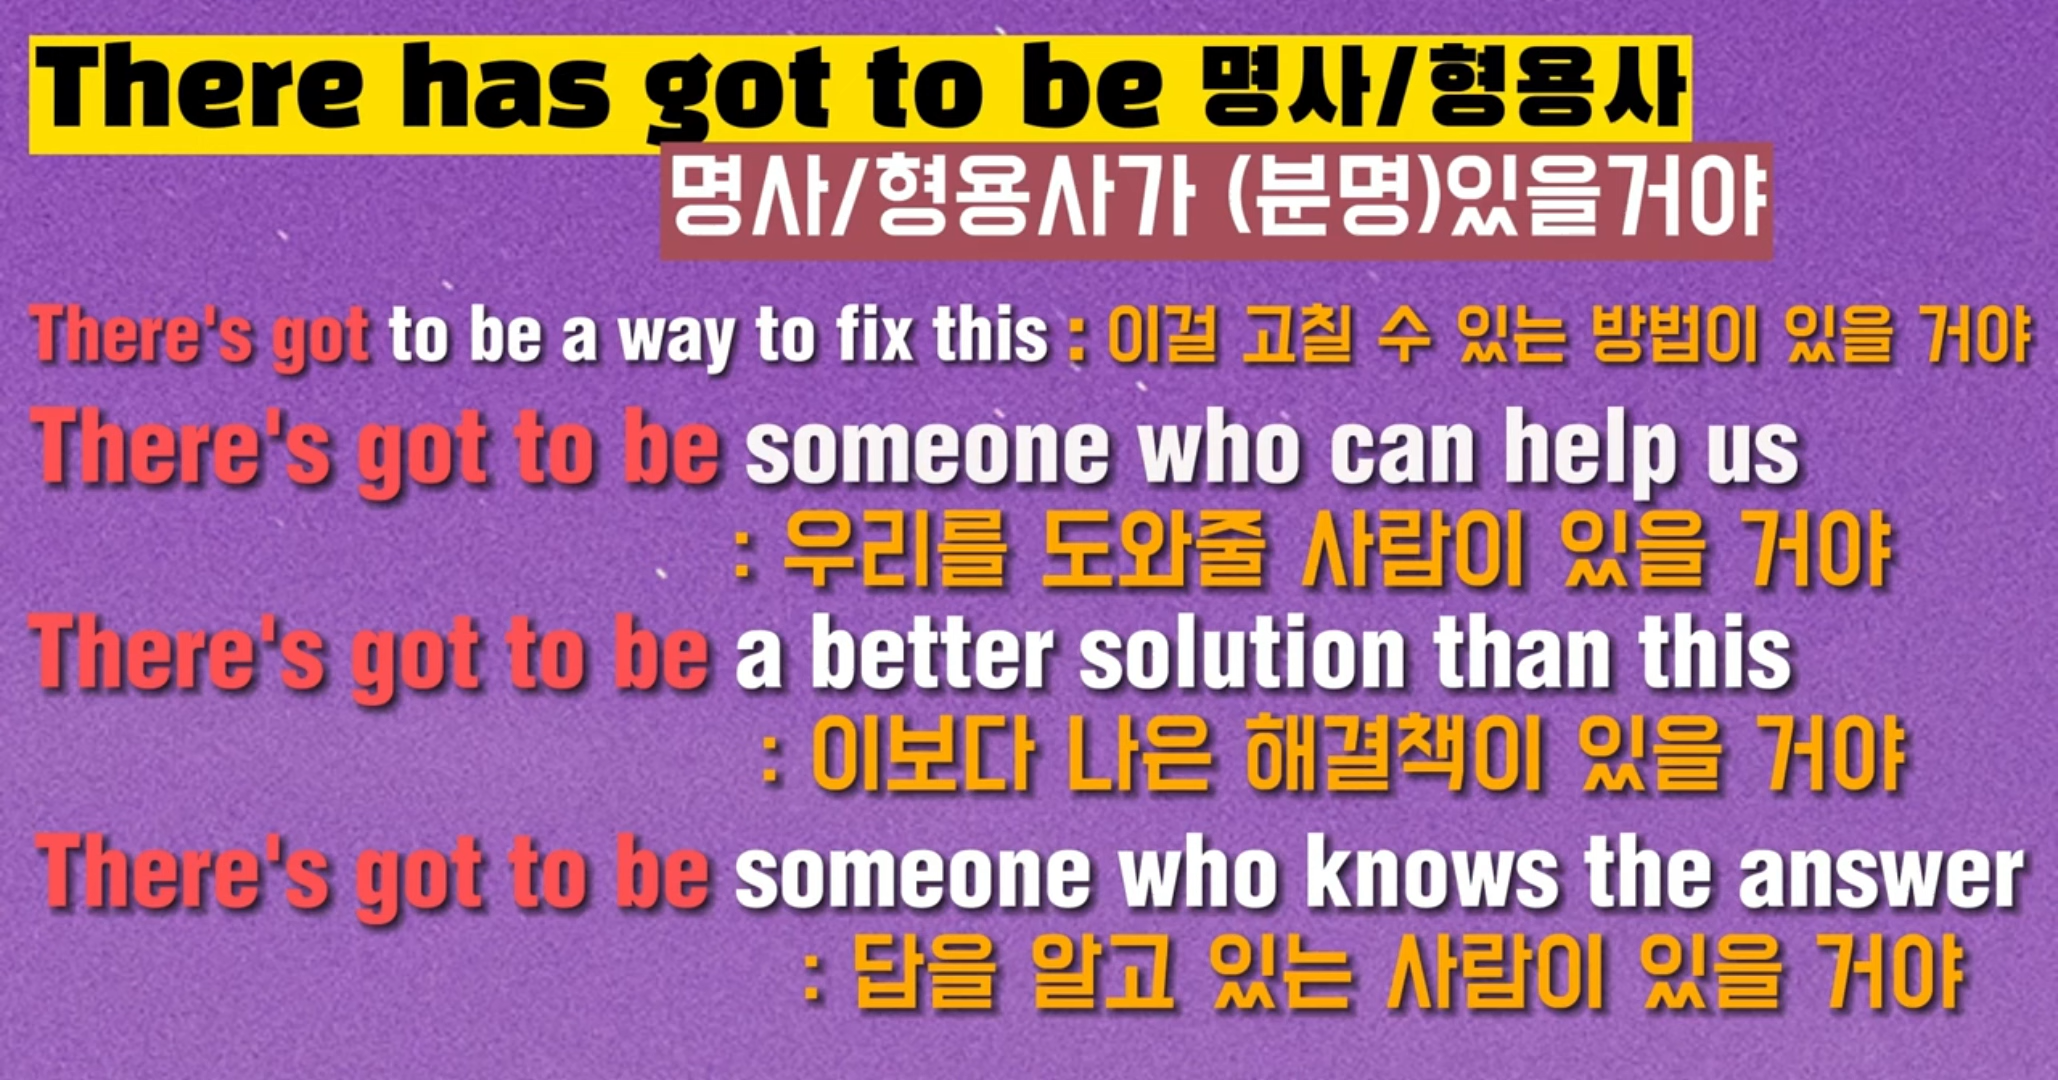 There has got to be 명사/형용사
명사/형용사가 (분명)있을거야
There's got to be a way to fix this : 이걸 고칠 수 있는 방법이 있을 거야
There's got to be someone who can help us
: 우리를 도와줄 사람이 있을 거야
There's got to be a better solution than this
: 이보다 나은 해결책이 있을 거야
There's got to be someone who knows the answer
: 답을 알고 있는 사람이 있을 거야